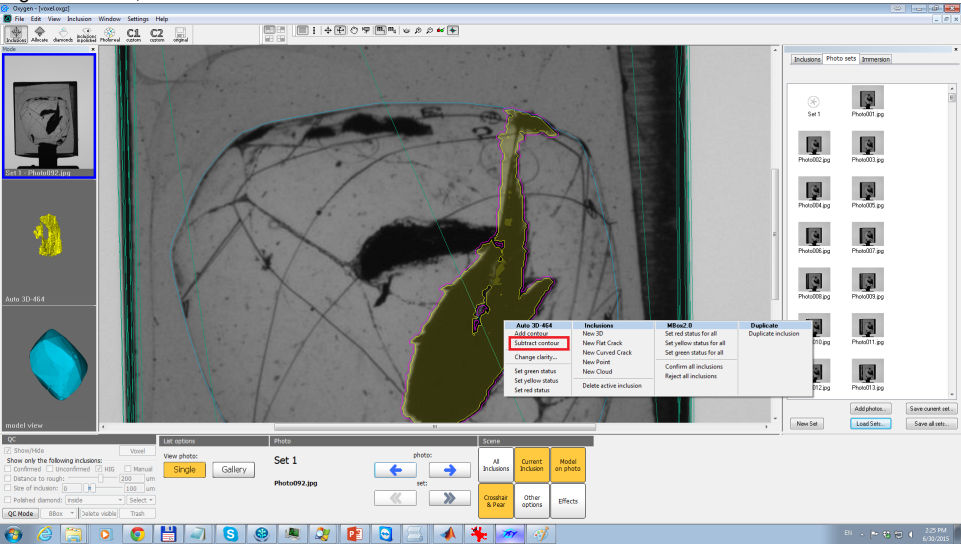 Oxygen - [voxel.oxgz]
File Edit View Inclusion Window Settings Help
Inclusions Allocate diamonds Inclusions in polished Photoreal C1 custom C2 custom original
Mode
Set 1 - Photo092.jpg
Auto 3D-464
model view
Auto 3D-464 Inclusions MBox2.0 Duplicate
Add contour New 3D Set red status for all Duplicate inclusion
Subtract contour New Flat Crack Set yellow status for all
New Curved Crack Set green status for all
Change clarity... New Point
New Cloud Confirm all inclusions
Set green status Reject all inclusions
Set yellow status Delete active inclusion
Set red status
Inclusions Photo sets Immersion
Set 1 Photo001.jpg
Photo002.jpg Photo003.jpg
Photo004.jpg Photo005.jpg
Photo006.jpg Photo007.jpg
Photo008.jpg Photo009.jpg
10.jpg Photo011.jpg
12.jpg Photo013.jpg
Add photos... Save current set...
New Set Load Sets... Save all sets...
QC
Show/Hide Voxel
Show only the following inclusions:
Confirmed Unconfirmed HIG Manual
Distance to rough: 200 um
Size of inclusion: 0 100 um
Polished diamond: inside Select
QC Mode BBox Delete visible Trash
List options
View photo:
Single Gallery
Photo
Set 1
Photo092.jpg
photo:
set:
Scene
All Inclusions Current Inclusion Model on photo
Crosshair & Pear Other options Effects
EN
2:25 PM
6/30/2015